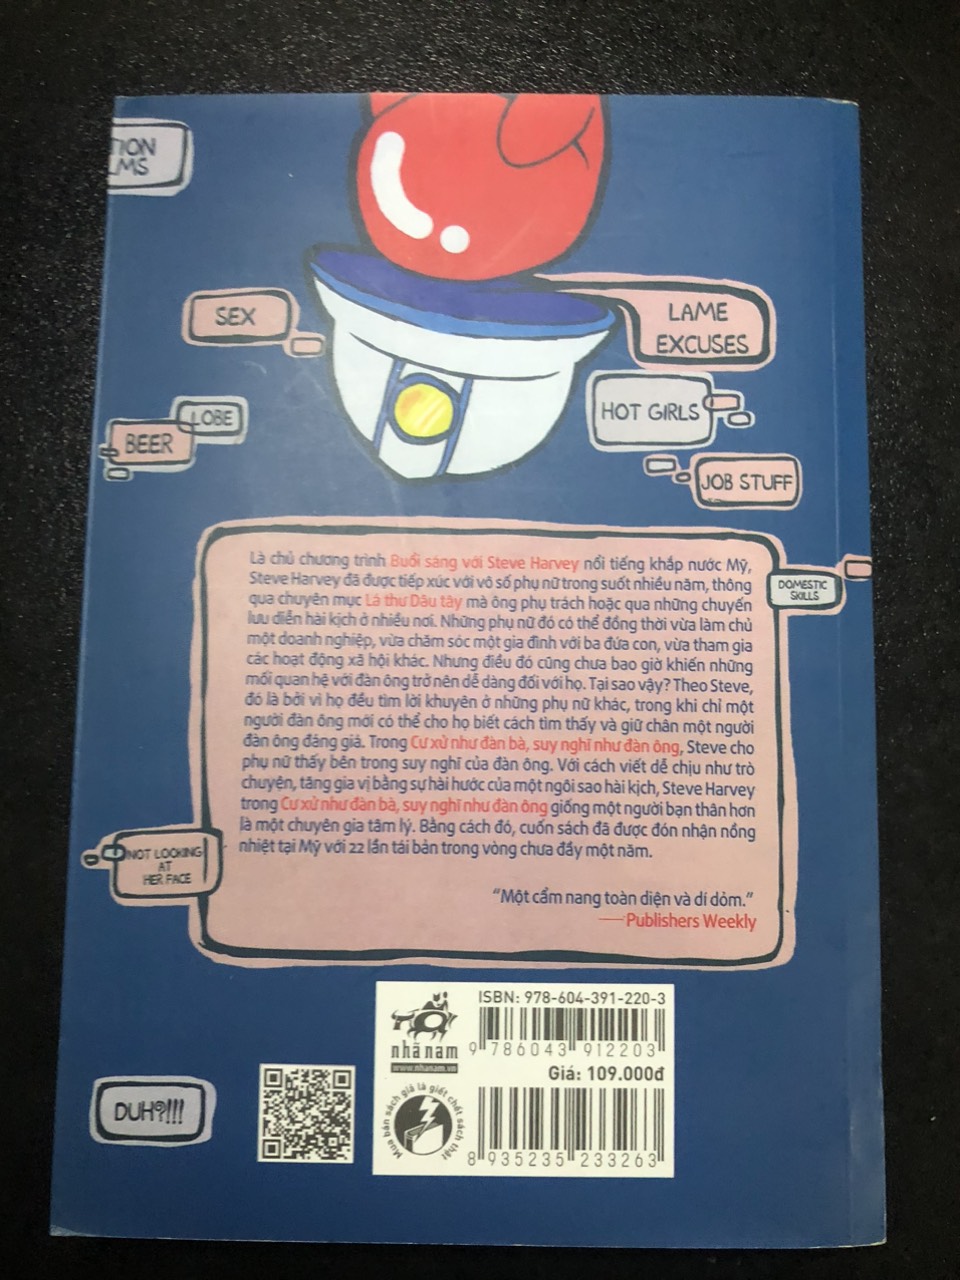 TION
LMS
SEX
LAME
EXCUSES
LOBE
BEER
HOT GIRLS
JOB STUFF
Là chủ chương trình Buổi sáng với Steve Harvey nổi tiếng khắp nước Mỹ,
Steve Harvey đã được tiếp xúc với vô số phụ nữ trong suốt nhiều năm, thông
qua chuyên mục Lá thư Dâu tây mà ông phụ trách hoặc qua những chuyến
lưu diễn hài kịch ở nhiều nơi. Những phụ nữ đó có thể đồng thời vừa làm chủ
một doanh nghiệp, vừa chăm sóc một gia đình với ba đứa con, vừa tham gia
các hoạt động xã hội khác. Nhưng điều đó cũng chưa bao giờ khiến những
mối quan hệ với đàn ông trở nên dễ dàng đối với họ. Tại sao vậy? Theo Steve,
đó là bởi vì họ đều tìm lời khuyên ở những phụ nữ khác, trong khi chỉ một
người đàn ông mới có thể cho họ biết cách tìm thấy và giữ chân một người
đàn ông đáng giá. Trong Cư xử như đàn bà, suy nghĩ như đàn ông, Steve cho
phụ nữ thấy bên trong suy nghĩ của đàn ông. Với cách viết dễ chịu như trò
chuyện, tăng gia vị bằng sự hài hước của một ngôi sao hài kịch, Steve Harvey
trong Cư xử như đàn bà, suy nghĩ như đàn ông giống một người bạn thân hơn
là một chuyên gia tâm lý. Bằng cách đó, cuốn sách đã được đón nhận nồng
nhiệt tại Mỹ với 22 lần tái bản trong vòng chưa đầy một năm.
DOMESTIC
SKILLS
NOT LOOKING
AT
HER FACE
“Một cẩm nang toàn diện và dí dỏm.”
—Publishers Weekly
ISBN: 978-604-391-220-3
nhã nam
www.nhanam.vn
9 786043 912203
Giá: 109.000đ
Mua bán sách giả là giết chết sách thật
8 935235 233263
DUH?!!!